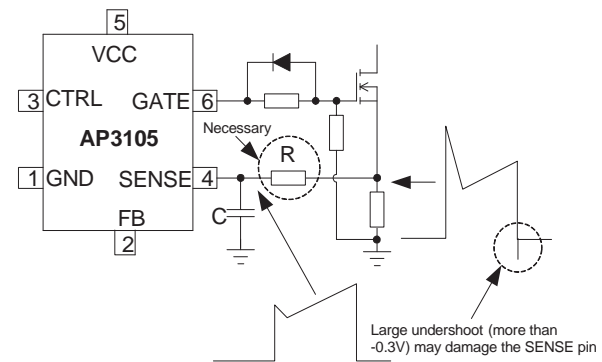 5
VCC
3 CTRL GATE 6
AP3105
Necessary
R
1 GND SENSE 4
C
FB
2
Large undershoot (more than
-0.3V) may damage the SENSE pin